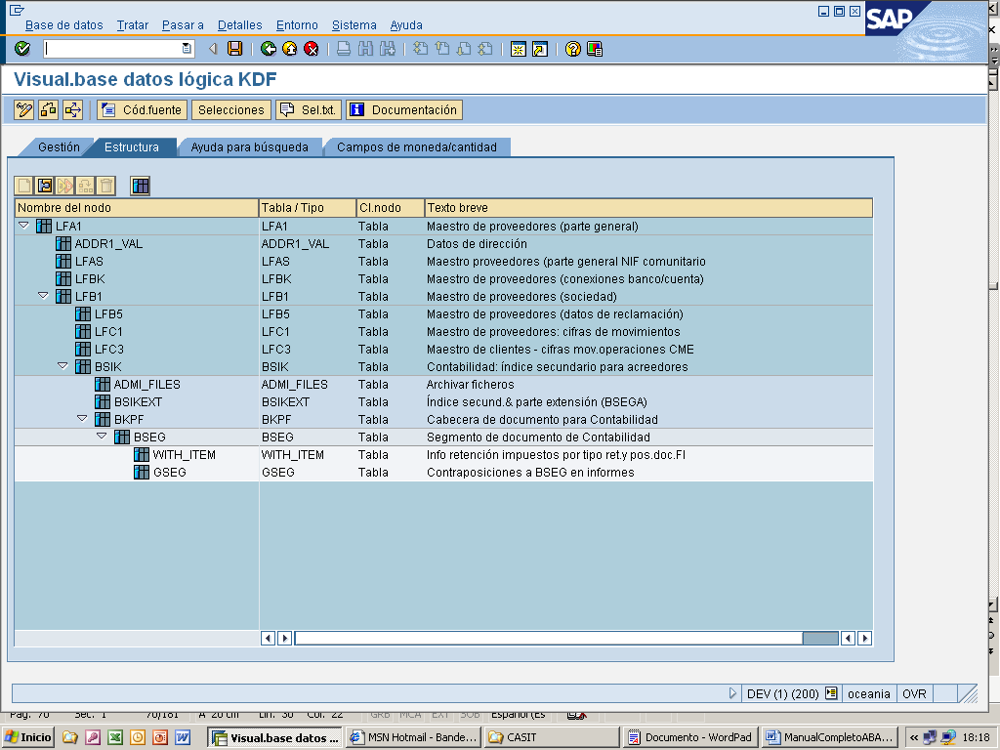 Base de datos Tratar Pasar a Detalles Entorno Sistema Ayuda
SAP
Visual.base datos lógica KDF
Cód.fuente Selecciones Sel.txt. Documentación
Gestión Estructura Ayuda para búsqueda Campos de moneda/cantidad
Nombre del nodo Tabla / Tipo Cl.nodo Texto breve
LFA1 LFA1 Tabla Maestro de proveedores (parte general)
ADDR1_VAL ADDR1_VAL Tabla Datos de dirección
LFAS LFAS Tabla Maestro proveedores (parte general NIF comunitario
LFBK LFBK Tabla Maestro de proveedores (conexiones banco/cuenta)
LFB1 LFB1 Tabla Maestro de proveedores (sociedad)
LFB5 LFB5 Tabla Maestro de proveedores (datos de reclamación)
LFC1 LFC1 Tabla Maestro de proveedores: cifras de movimientos
LFC3 LFC3 Tabla Maestro de clientes - cifras mov.operaciones CME
BSIK BSIK Tabla Contabilidad: índice secundario para acreedores
ADMI_FILES ADMI_FILES Tabla Archivar ficheros
BSIKEXT BSIKEXT Tabla Índice secund.& parte extensión (BSEGA)
BKPF BKPF Tabla Cabecera de documento para Contabilidad
BSEG BSEG Tabla Segmento de documento de Contabilidad
WITH_ITEM WITH_ITEM Tabla Info retención impuestos por tipo ret.y pos.doc.FI
GSEG GSEG Tabla Contraposiciones a BSEG en informes
DEV (1) (200) oceania OVR
Pág. 70 Sec. 1 70/161 A 20 cm Lín. 30 Col. 22 GRB MCA EXT SOB Español (Es
Inicio Visual.base datos ... MSN Hotmail - Bande... CASIT Documento - WordPad ManualCompletoABA... « 18:18